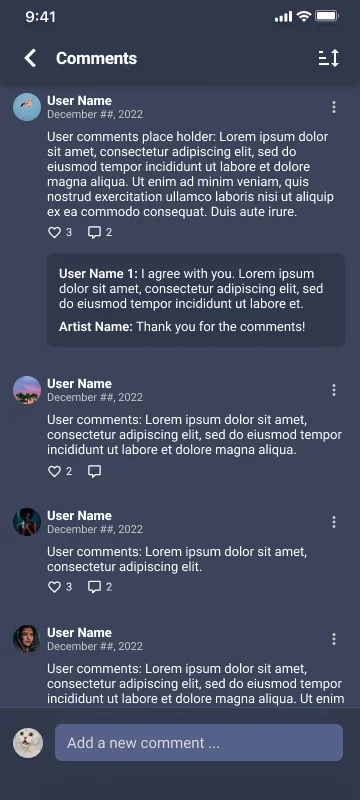 9:41
Comments
User Name
December ##, 2022
User comments place holder: Lorem ipsum dolor
sit amet, consectetur adipiscing elit, sed do
eiusmod tempor incididunt ut labore et dolore
magna aliqua. Ut enim ad minim veniam, quis
nostrud exercitation ullamco laboris nisi ut aliquip
ex ea commodo consequat. Duis aute irure.
3 2
User Name 1: I agree with you. Lorem ipsum
dolor sit amet, consectetur adipiscing elit, sed
do eiusmod tempor incididunt ut labore et.
Artist Name: Thank you for the comments!
User Name
December ##, 2022
User comments: Lorem ipsum dolor sit amet,
consectetur adipiscing elit, sed do eiusmod tempor
incididunt ut labore et dolore magna aliqua.
2
User Name
December ##, 2022
User comments: Lorem ipsum dolor sit amet,
consectetur adipiscing elit.
3 2
User Name
December ##, 2022
User comments: Lorem ipsum dolor sit amet,
consectetur adipiscing elit, sed do eiusmod tempor
incididunt ut labore et dolore magna aliqua. Ut enim
Add a new comment ...